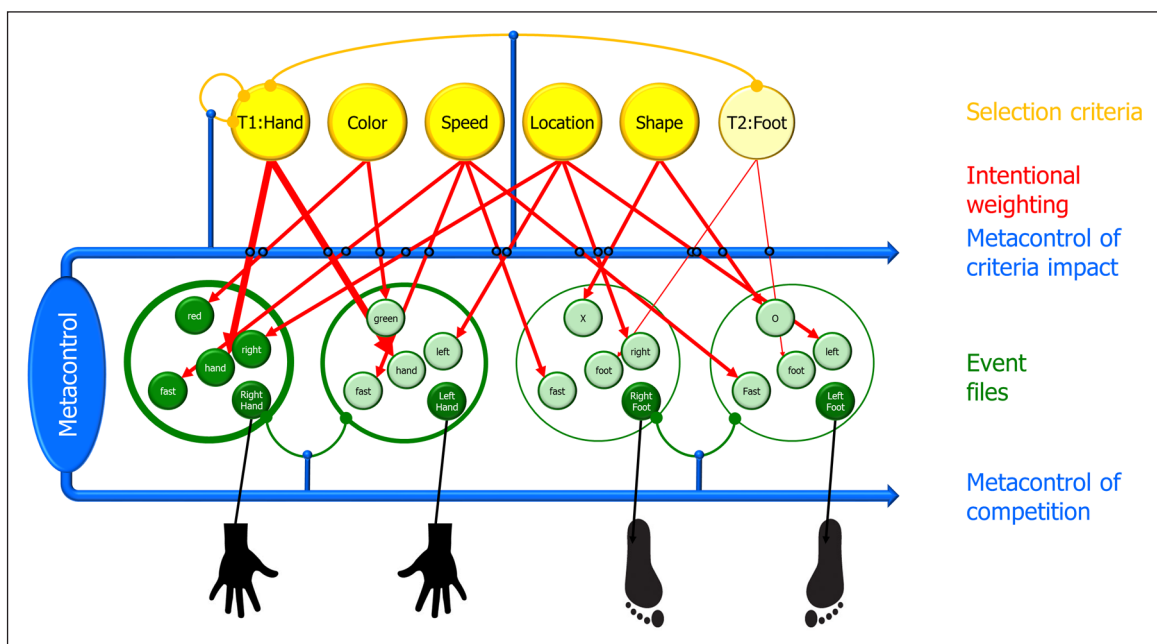 T1:Hand
Color
Speed
Location
Shape
T2:Foot
Selection criteria
Intentional
weighting
Metacontrol of
criteria impact
Metacontrol
red
right
hand
fast
Right
Hand
green
left
hand
fast
Left
Hand
X
right
foot
fast
Right
Foot
O
left
foot
Fast
Left
Foot
Event
files
Metacontrol of
competition